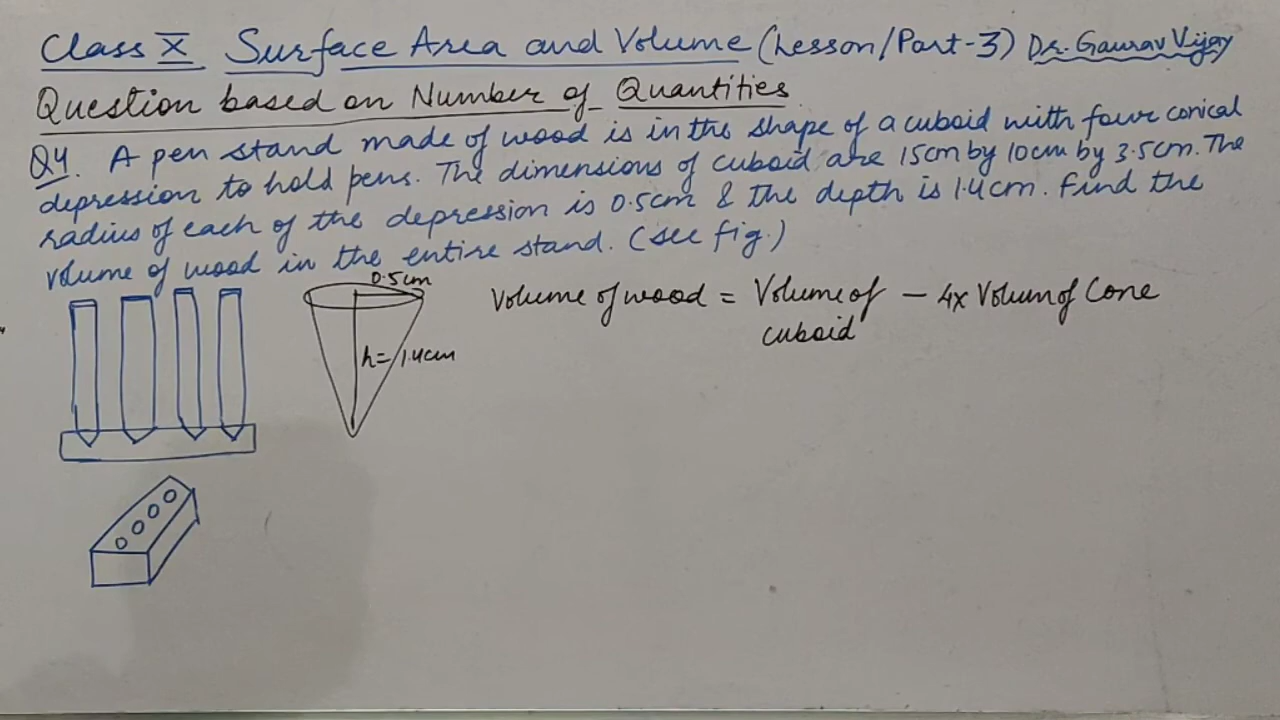 Class X Surface Area and Volume (Lesson/Part-3) Dr. Gaurav Vijay
Question based on Number of Quantities
Q4. A pen stand made of wood is in the shape of a cuboid with four conical
depression to hold pens. The dimensions of cuboid are 15cm by 10cm by 3.5cm. The
radius of each of the depression is 0.5cm & the depth is 1.4cm. Find the
volume of wood in the entire stand. (see fig.)
0.5cm
h=1.4cm
Volume of wood = Volume of - 4x Volum of Cone
cuboid